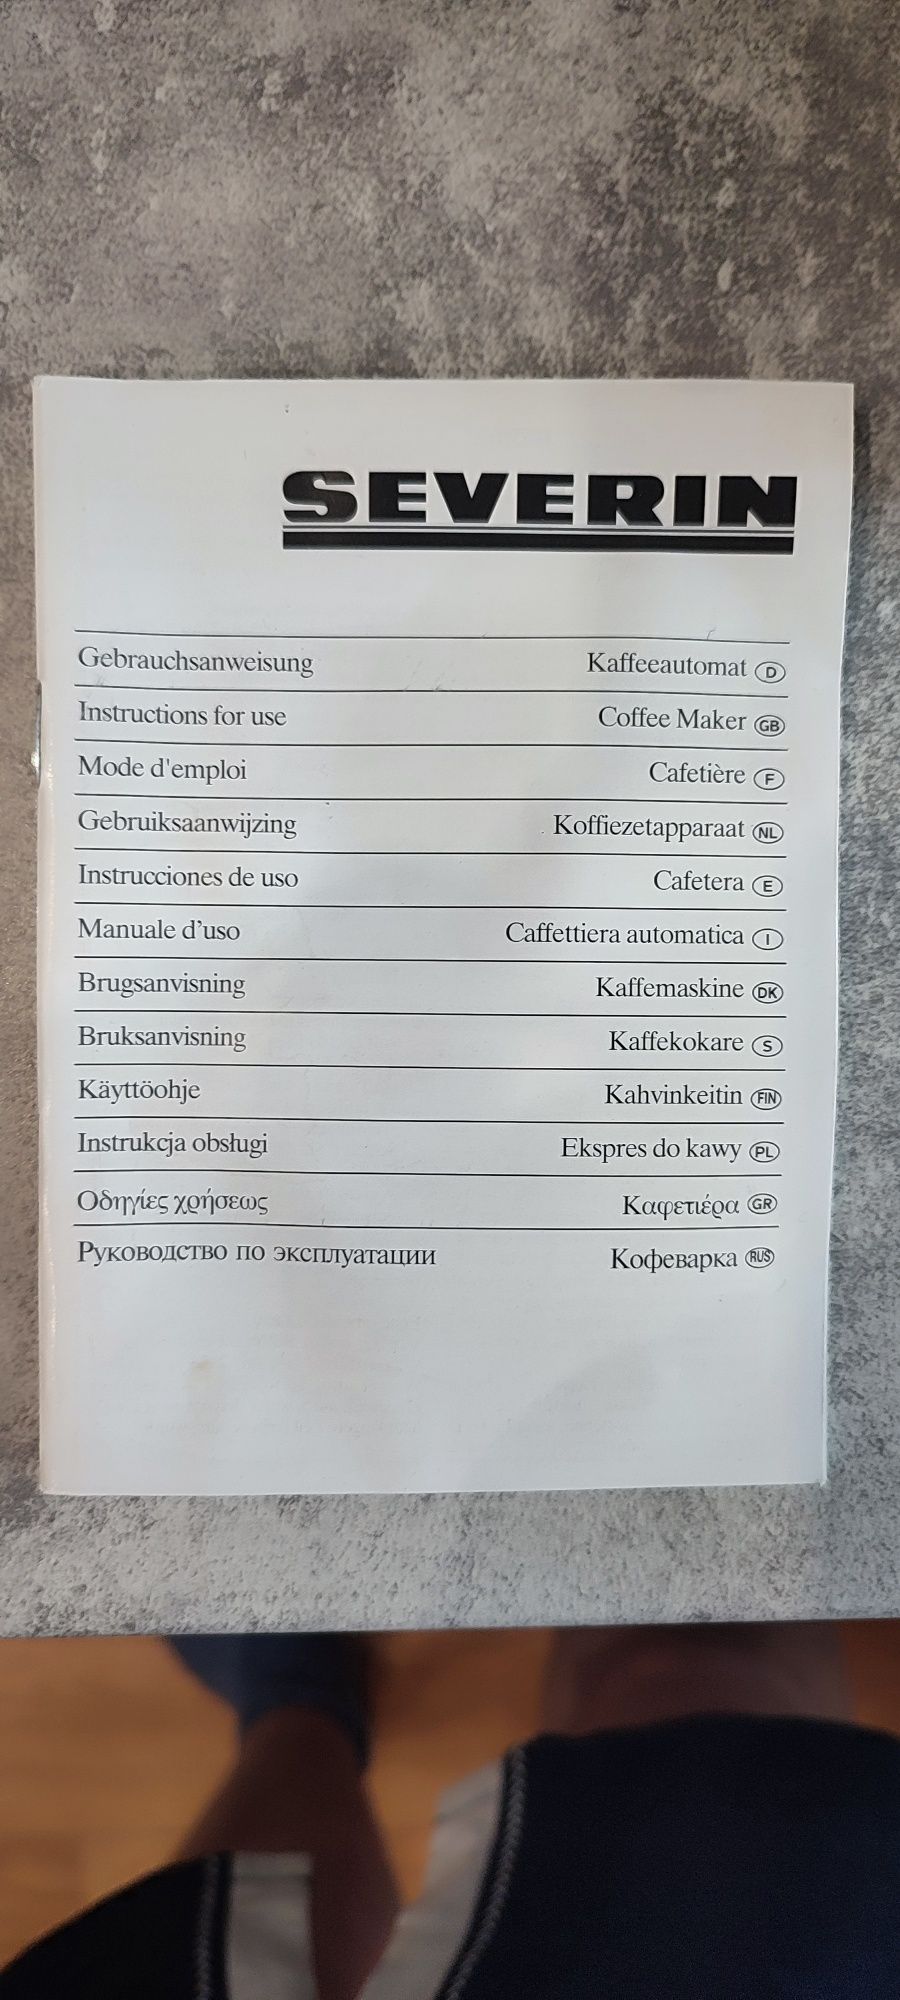 SEVERIN
Gebrauchsanweisung Kaffeeautomat D
Instructions for use Coffee Maker GB
Mode d'emploi Cafetière F
Gebruiksaanwijzing Koffiezetapparaat NL
Instrucciones de uso Cafetera E
Manuale d’uso Caffettiera automatica I
Brugsanvisning Kaffemaskine DK
Bruksanvisning Kaffekokare S
Käyttöohje Kahvinkeitin FIN
Instrukcja obsługi Ekspres do kawy PL
Οδηγίες χρήσεως Καφετιέρα GR
Руководство по эксплуатации Кофеварка RUS